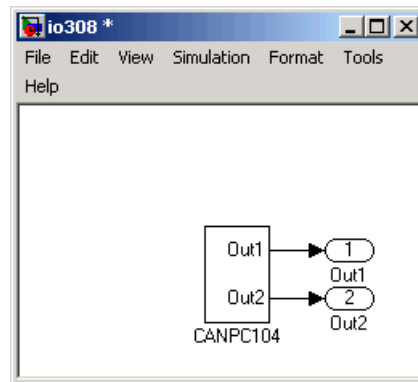 io308 *
File Edit View Simulation Format Tools
Help
Out1 1
Out1
Out2 2
Out2
CANPC104